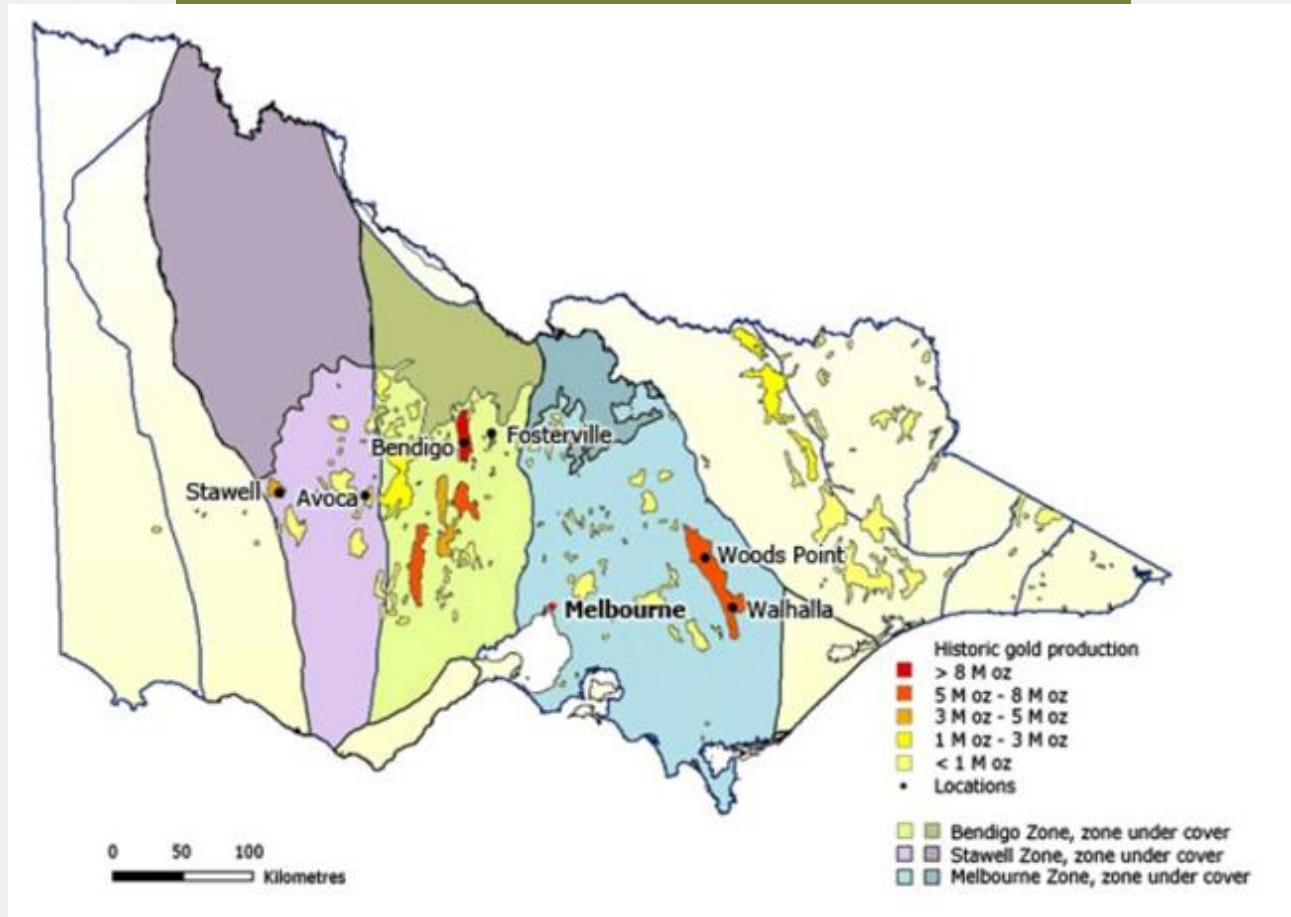 Bendigo
Fosterville
Stawell
Avoca
Woods Point
Melbourne
Walhalla
Historic gold production
> 8 M oz
5 M oz - 8 M oz
3 M oz - 5 M oz
1 M oz - 3 M oz
< 1 M oz
Locations
Bendigo Zone, zone under cover
Stawell Zone, zone under cover
Melbourne Zone, zone under cover
0 50 100
Kilometres